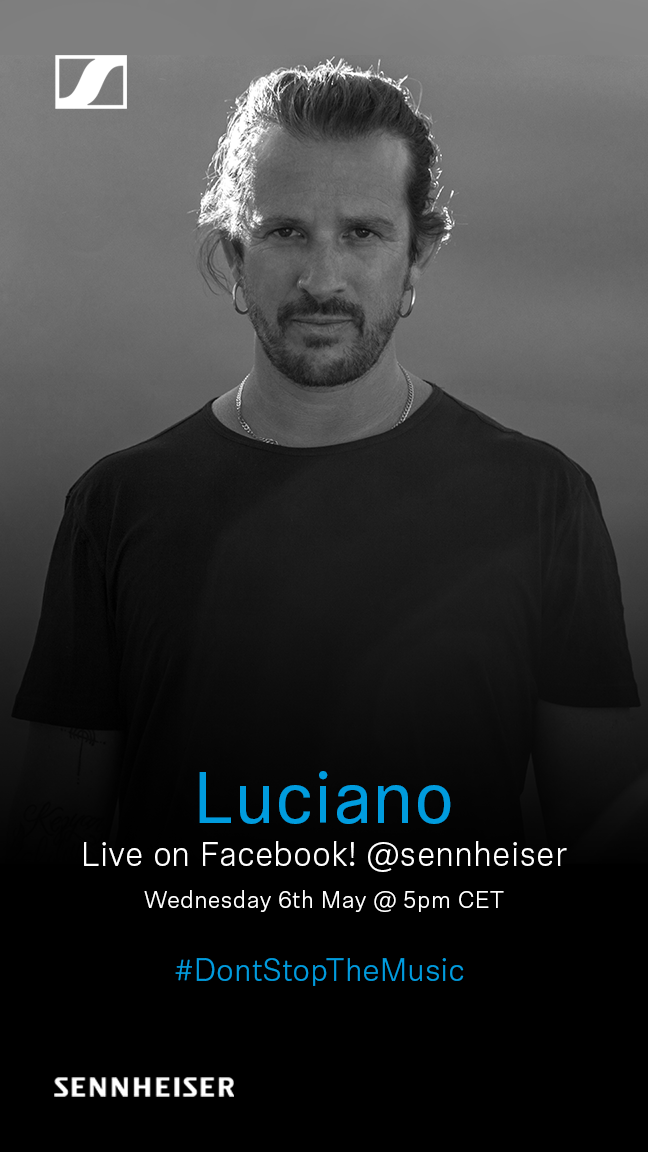 Luciano
Live on Facebook! @sennheiser
Wednesday 6th May @ 5pm CET
#DontStopTheMusic
SENNHEISER